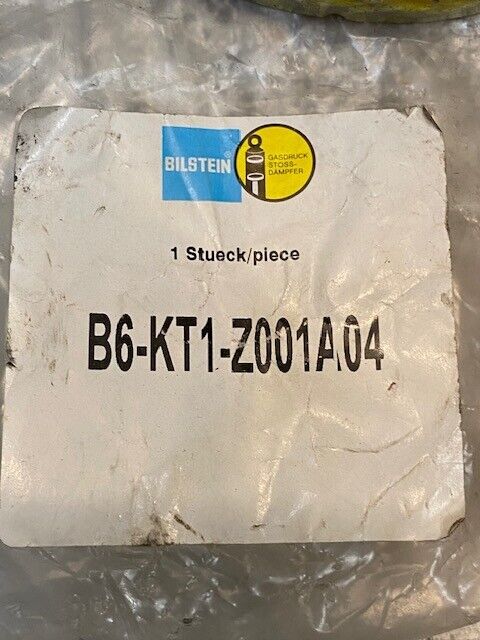 BILSTEIN®
GASDRUCK
STOSS-
DÄMPFER
1 Stueck/piece
B6-KT1-Z001A04